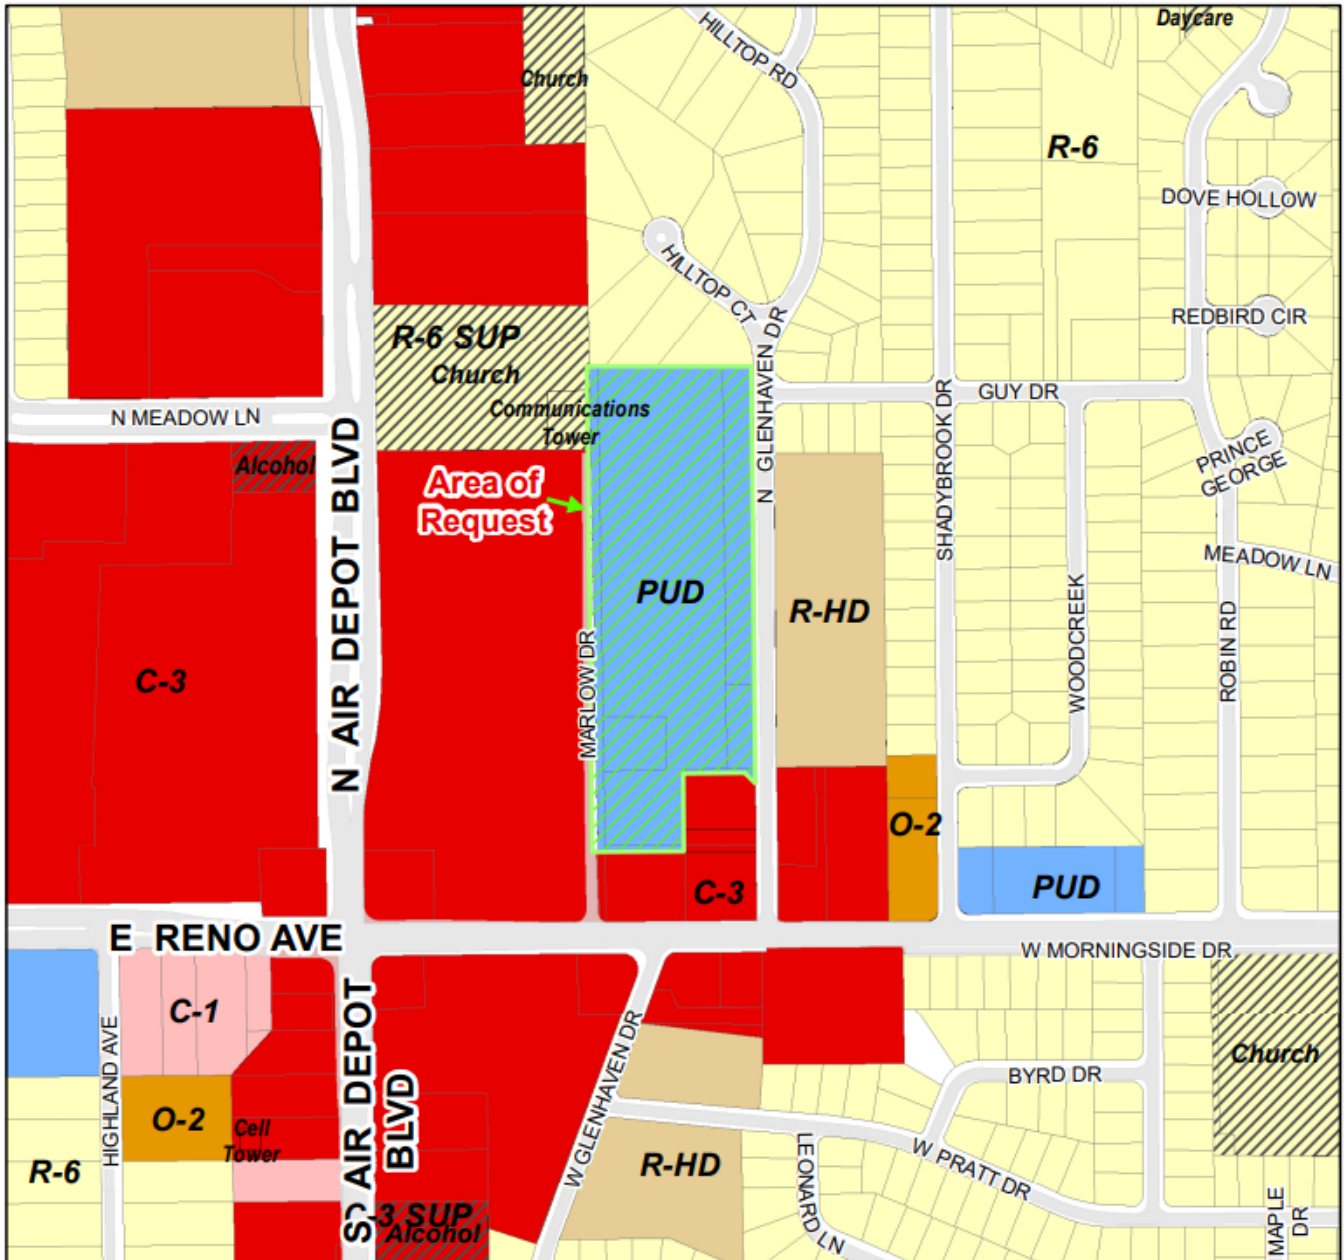 Daycare
HILLTOP RD
Church
R-6
DOVE HOLLOW
HILLTOP CT
REDBIRD CIR
R-6 SUP
Church
N GLENHAVEN DR
GUY DR
N MEADOW LN
Communications
Tower
SHADYBROOK DR
PRINCE
GEORGE
Alcohol
Area of
Request
N AIR DEPOT BLVD
MEADOW LN
PUD
R-HD
WOODCREEK
ROBIN RD
C-3
MARLOW DR
O-2
C-3
PUD
E RENO AVE
W MORNINGSIDE DR
C-1
S AIR DEPOT
BLVD
HIGHLAND AVE
W GLENHAVEN DR
Church
BYRD DR
O-2
Cell
Tower
R-6
R-HD
LEONARD LN
W PRATT DR
MAPLE
DR
-3 SUP
Alcohol